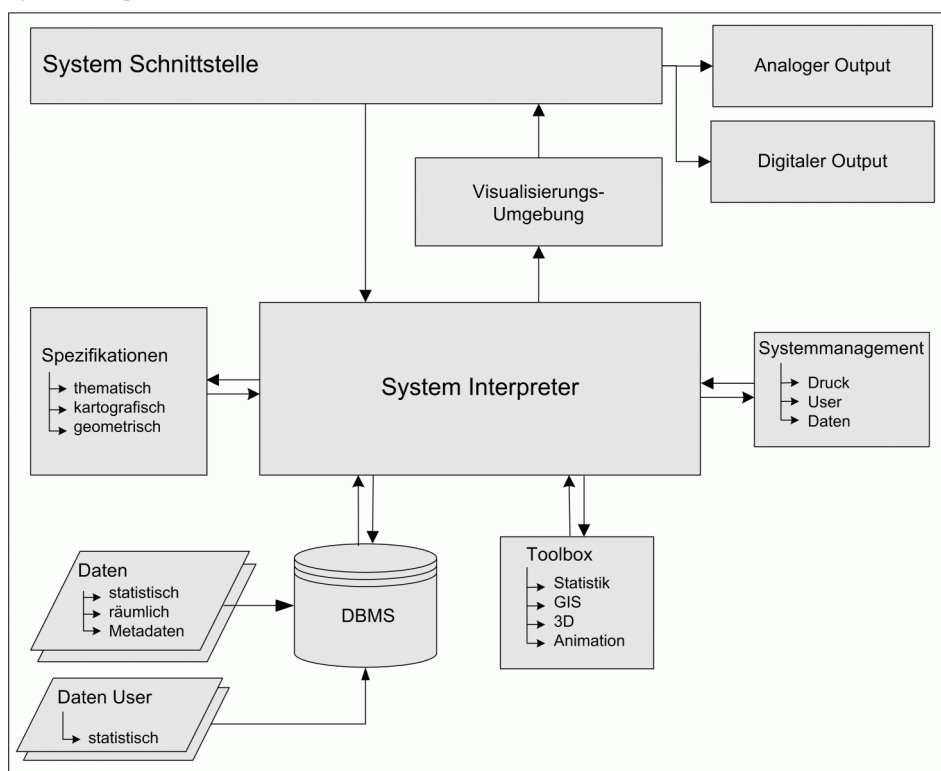 System Schnittstelle
Analoger Output
Digitaler Output
Visualisierungs-
Umgebung
Spezifikationen
thematisch
kartografisch
geometrisch
System Interpreter
Systemmanagement
Druck
User
Daten
Daten
statistisch
räumlich
Metadaten
DBMS
Toolbox
Statistik
GIS
3D
Animation
Daten User
statistisch